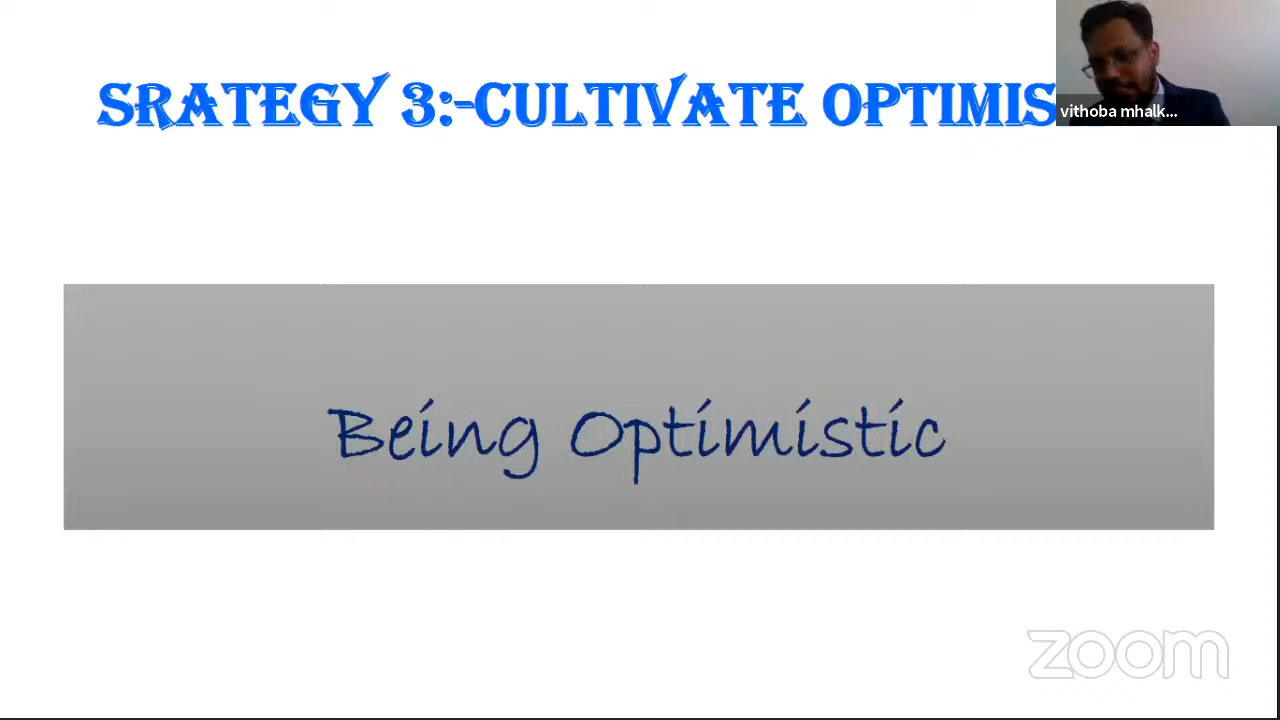 SRATEGY 3:-CULTIVATE OPTIMIS
vithoba mhalk...
Being Optimistic
zoom